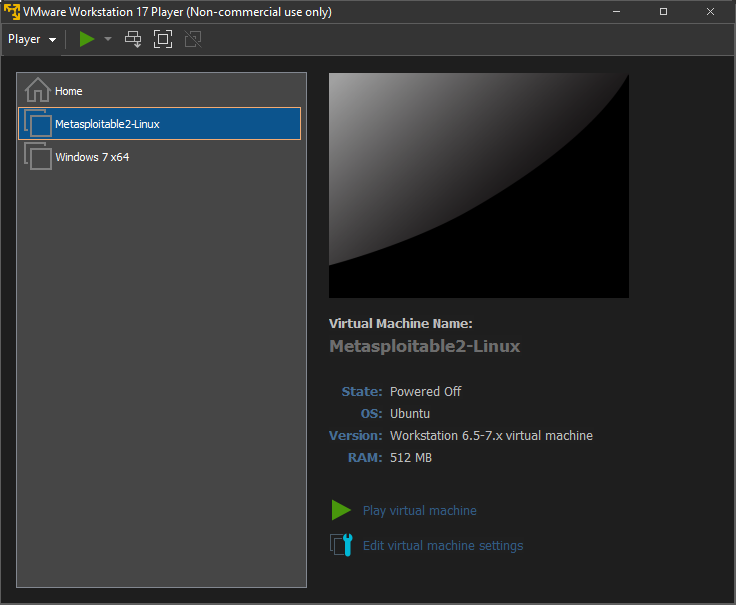 VMware Workstation 17 Player (Non-commercial use only)
Player
Home
Metasploitable2-Linux
Windows 7 x64
Virtual Machine Name:
Metasploitable2-Linux
State: Powered Off
OS: Ubuntu
Version: Workstation 6.5-7.x virtual machine
RAM: 512 MB
Play virtual machine
Edit virtual machine settings